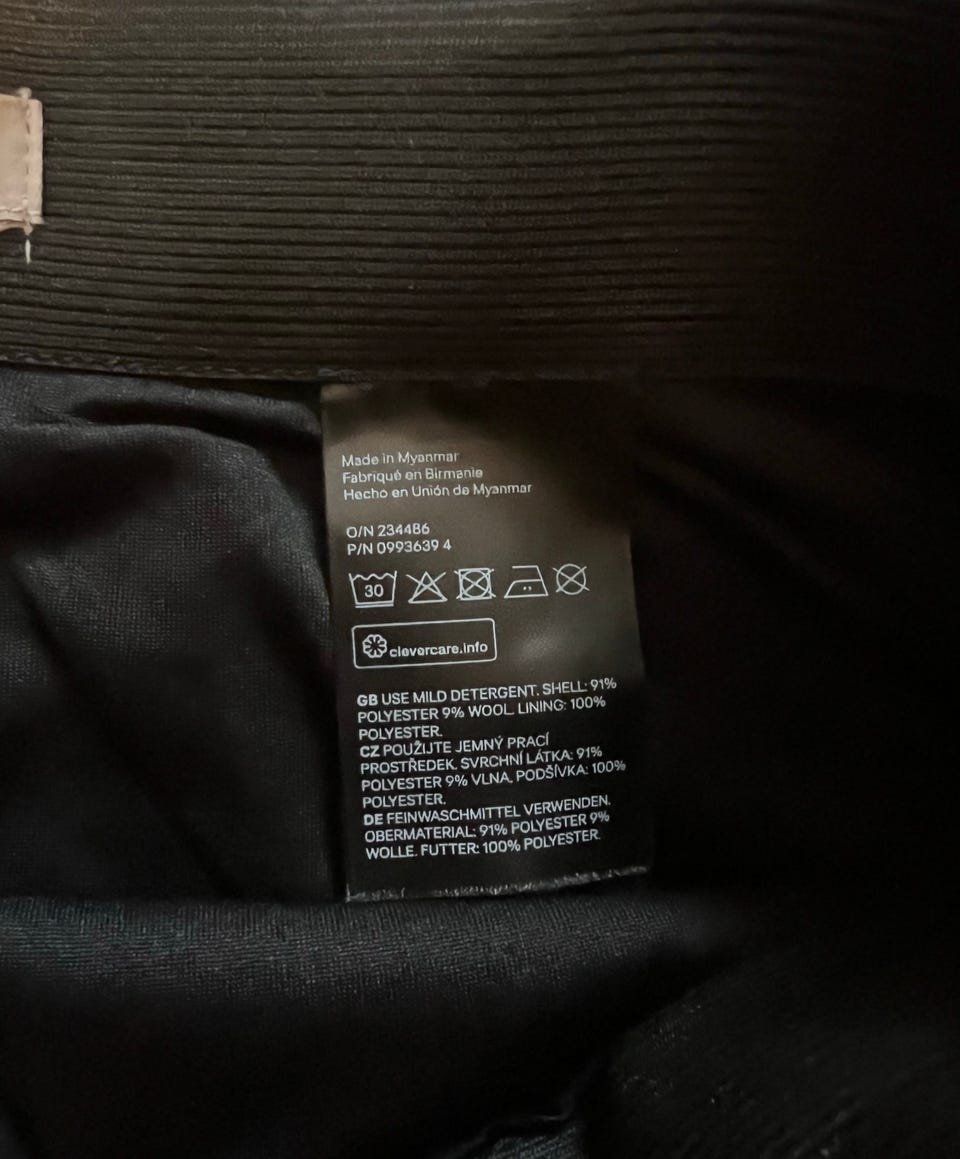 Made in Myanmar
Fabriqué en Birmanie
Hecho en Unión de Myanmar
O/N 234486
P/N 0993639 4
30
clevercare.info
GB USE MILD DETERGENT. SHELL: 91%
POLYESTER 9% WOOL. LINING: 100%
POLYESTER.
CZ POUŽIJTE JEMNÝ PRACÍ
PROSTŘEDEK. SVRCHNÍ LÁTKA: 91%
POLYESTER 9% VLNA. PODŠÍVKA: 100%
POLYESTER.
DE FEINWASCHMITTEL VERWENDEN.
OBERMATERIAL: 91% POLYESTER 9%
WOLLE. FUTTER: 100% POLYESTER.